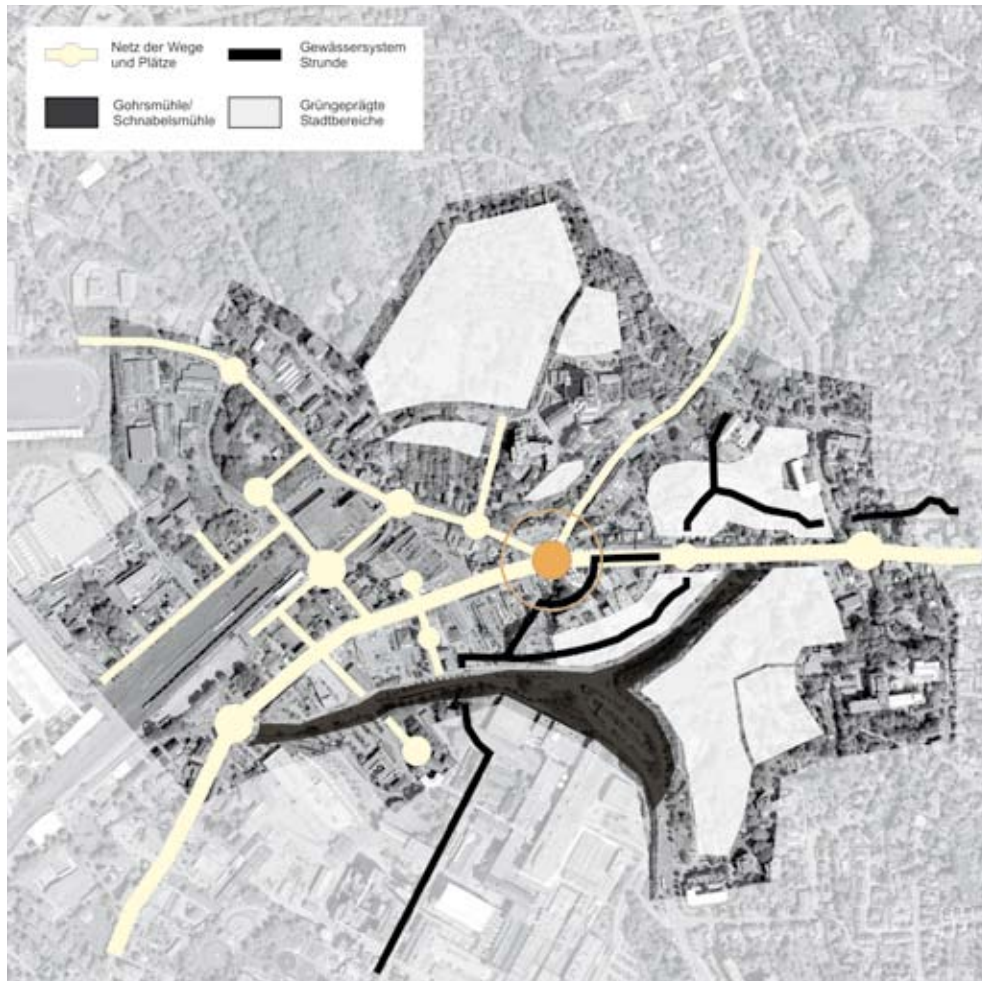 Netz der Wege
und Plätze
Gewässersystem
Strunde
Gohrsmühle/
Schnabelsmühle
Grüngeprägte
Stadtbereiche